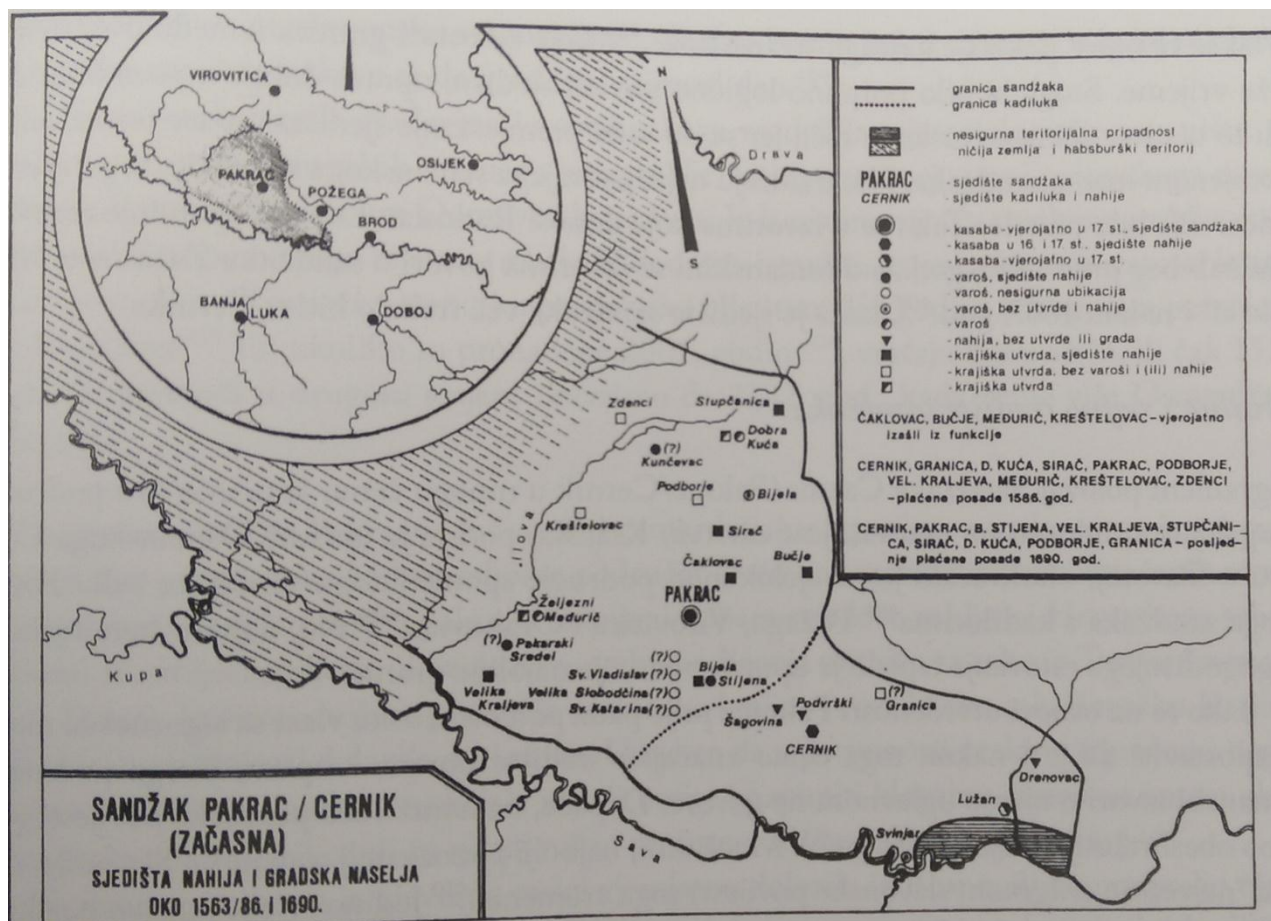 VIROVITICA
OSIJEK
PAKRAC
POŽEGA
BROD
BANJA
LUKA
DOBOJ
N
S
Drava
granica sandžaka
granica kadiluka
nesigurna teritorijalna pripadnost
ničija zemlja i habsburški teritorij
PAKRAC - sjedište sandžaka
CERNIK - sjedište kadiluka i nahije
-kasaba-vjerojatno u 17 st., sjedište sandžaka
-kasaba u 16 i 17 st., sjedište nahije
-kasaba-vjerojatno u 17 st.
-varoš, sjedište nahije
-varoš, nesigurna ubikacija
-varoš, bez utvrde i nahije
-varoš
-nahija, bez utvrde ili grada
-krajiška utvrda, sjedište nahije
-krajiška utvrda, bez varoši i (ili) nahije
-krajiška utvrda
ČAKLOVAC, BUČJE, MEĐURIČ, KREŠTELOVAC-vjerojatno
izašli iz funkcije
CERNIK, GRANICA, D. KUĆA, SIRAČ, PAKRAC, PODBORJE,
VEL. KRALJEVA, MEĐURIČ, KREŠTELOVAC, ZDENCI
-plaćene posade 1586. god.
CERNIK, PAKRAC, B. STIJENA, VEL. KRALJEVA, STUPČANI-
CA, SIRAČ, D. KUĆA, PODBORJE, GRANICA- posljed-
nje plaćene posade 1690. god.
Zdenci
Stupčanica
Dobra
Kuća
(?)
Kunčevac
Podborje
Bijela
Kreštelovac
Ilova
Sirač
Čaklovac
Bučje
PAKRAC
Željezni
Međurič
(?)
Pakarski
Sredel
Kupa
Velika
Kraljeva
(?)
Sv. Vladislav(?)
Velika Slobodčina(?)
Sv. Katarina(?)
Bijela
Stijena
(?)
Granica
Šagovina
Podvrški
CERNIK
Drenovac
Lužan
Svinjar
Sava
SANDŽAK PAKRAC / CERNIK
(ZAČASNA)
SJEDIŠTA NAHIJA I GRADSKA NASELJA
OKO 1563/86. I 1690.